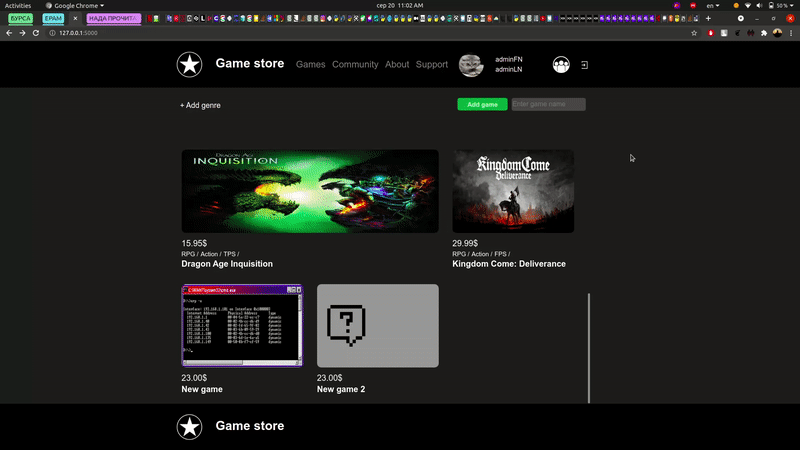 Activities
Google Chrome ▾
сер 20 11:02 AM
en
50 %
БУРСА
EPAM
НАДА ПРОЧИТА
127.0.0.1:5000
Game store
Games
Community
About
Support
adminFN
adminLN
+ Add genre
Add game
Enter game name
DRAGON AGE
INQUISITION
KINGDOM COME
Deliverance
15.95$
RPG / Action / TPS /
Dragon Age Inquisition
29.99$
RPG / Action / FPS /
Kingdom Come: Deliverance
23.00$
New game
?
23.00$
New game 2
Game store